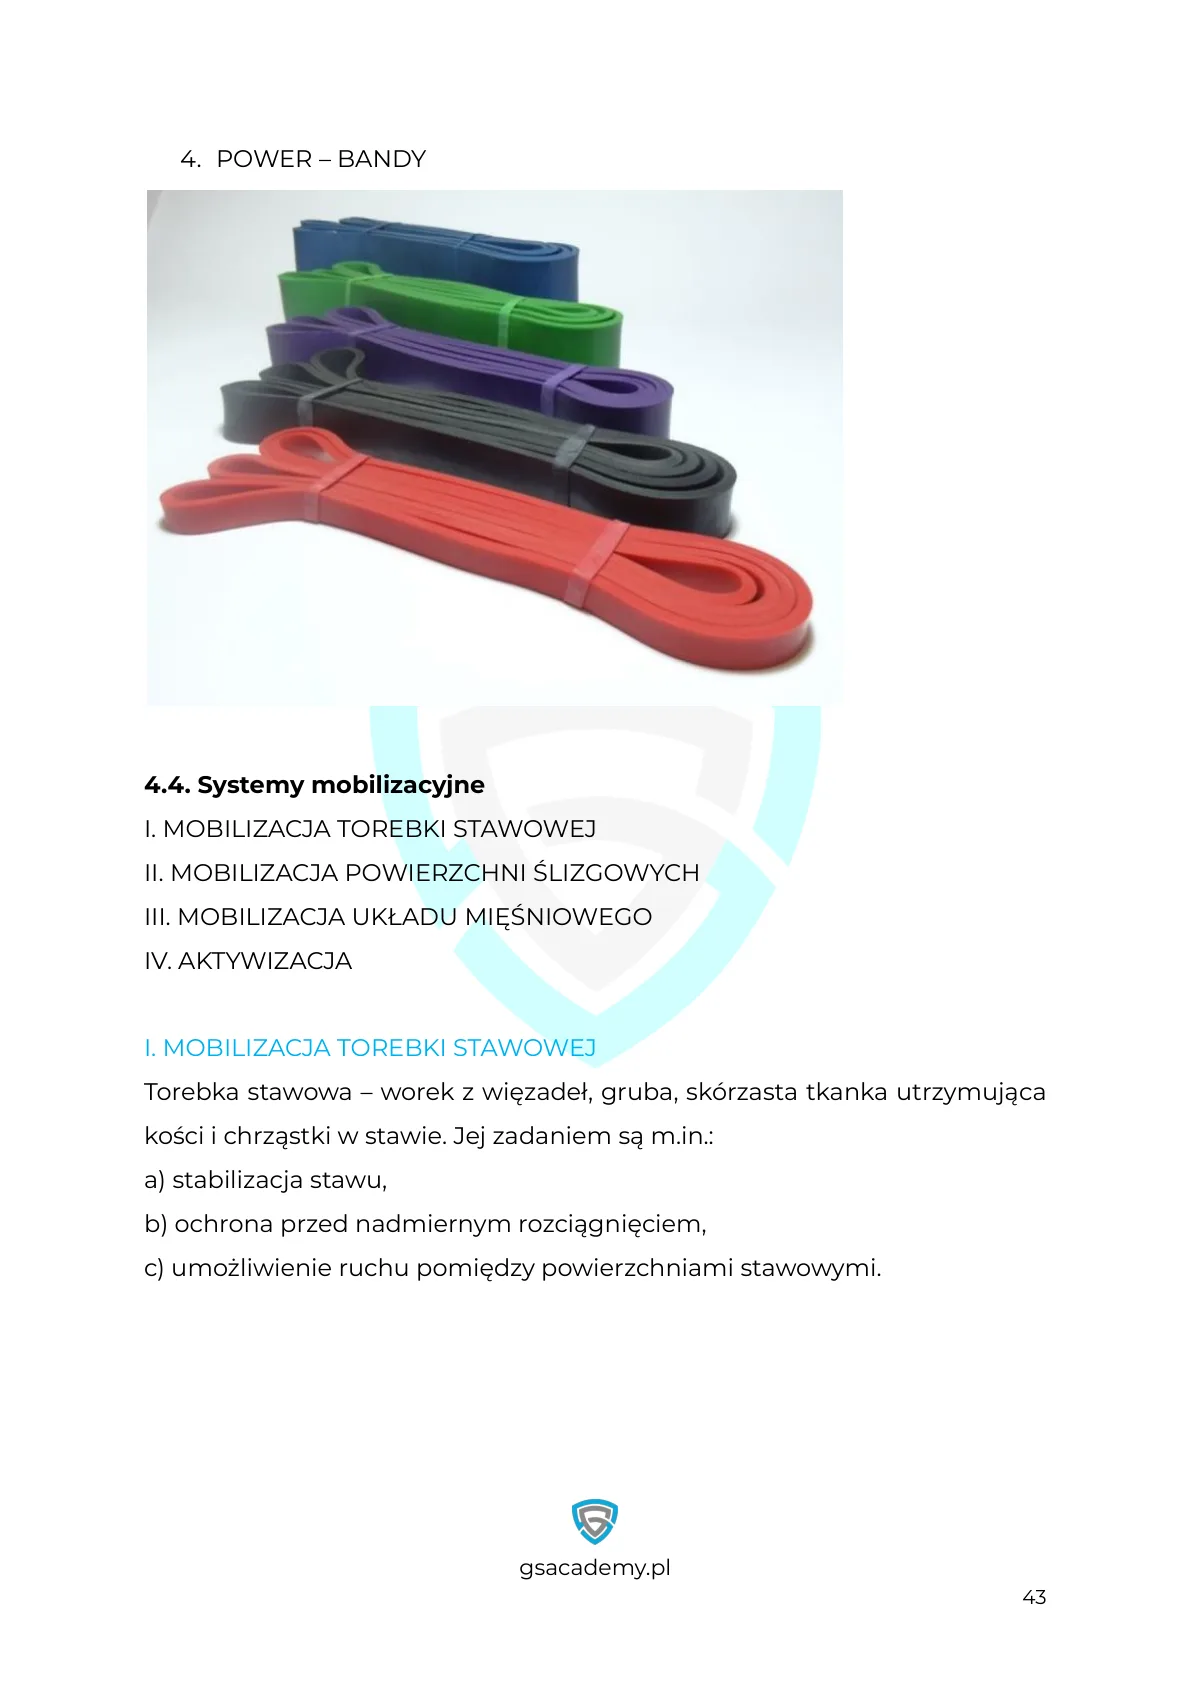 4. POWER – BANDY
4.4. Systemy mobilizacyjne
I. MOBILIZACJA TOREBKI STAWOWEJ
II. MOBILIZACJA POWIERZCHNI ŚLIZGOWYCH
III. MOBILIZACJA UKŁADU MIĘŚNIOWEGO
IV. AKTYWIZACJA
I. MOBILIZACJA TOREBKI STAWOWEJ
Torebka stawowa – worek z więzadeł, gruba, skórzasta tkanka utrzymująca
kości i chrząstki w stawie. Jej zadaniem są m.in.:
a) stabilizacja stawu,
b) ochrona przed nadmiernym rozciągnięciem,
c) umożliwienie ruchu pomiędzy powierzchniami stawowymi.
gsacademy.pl
43